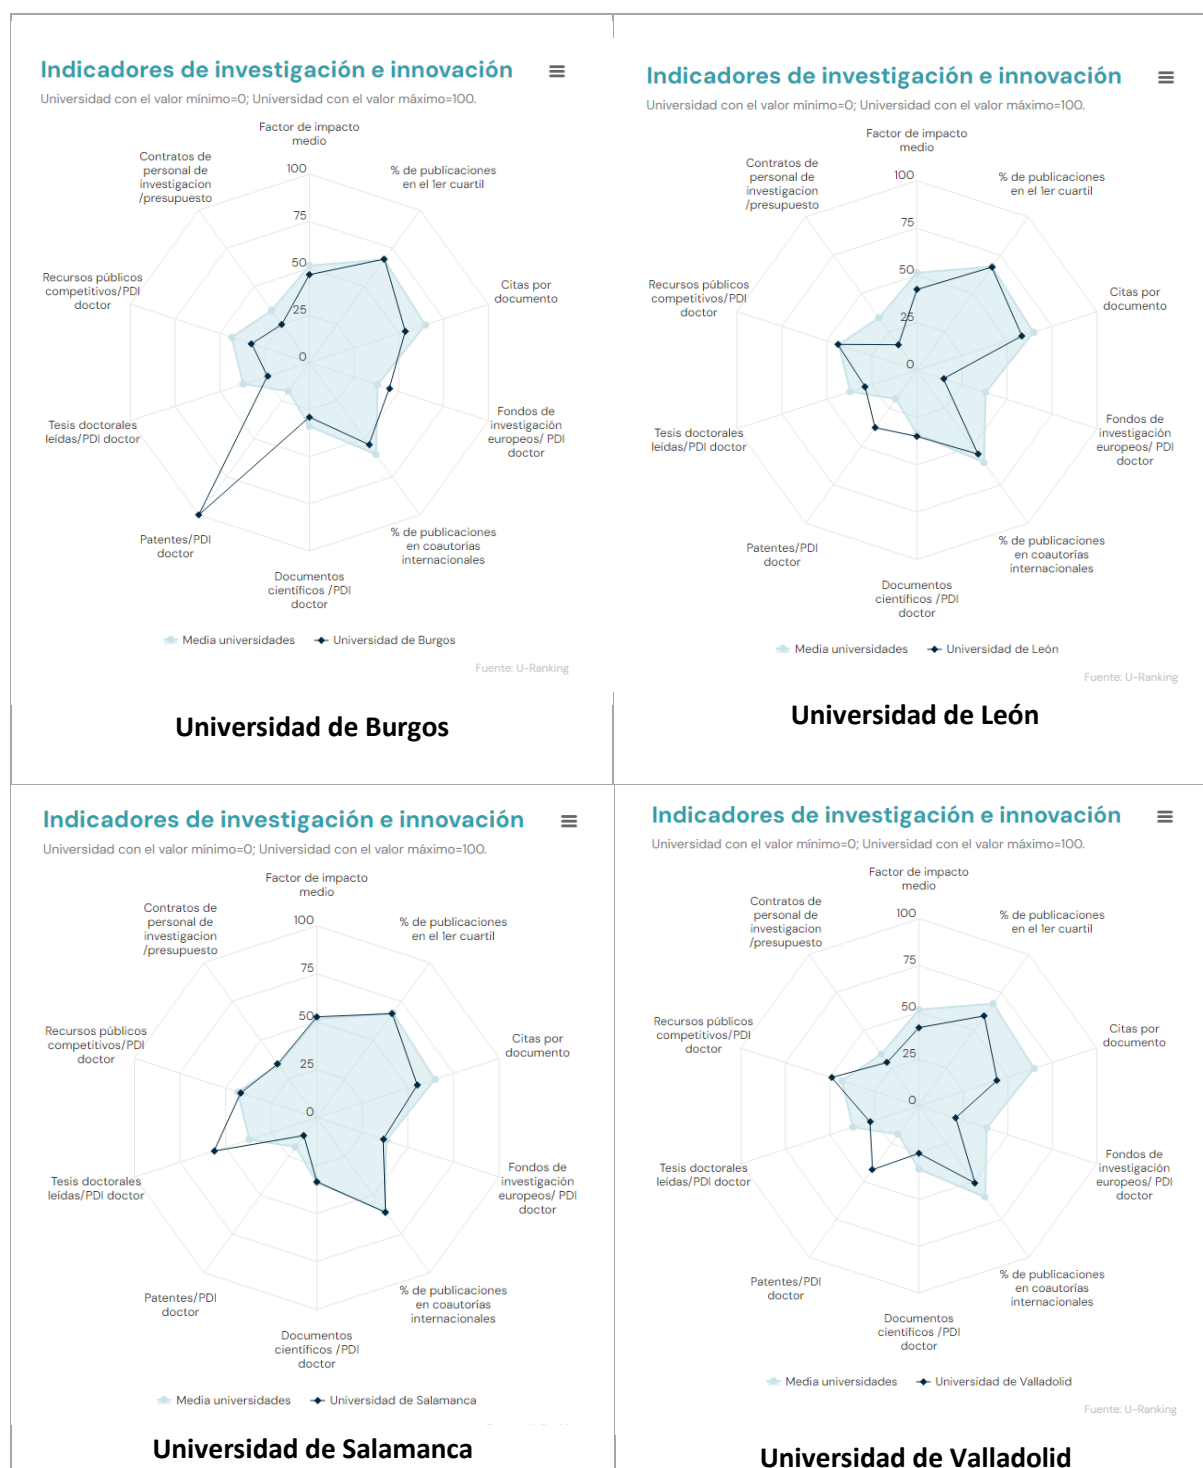 Indicadores de investigación e innovación
Universidad con el valor mínimo=0; Universidad con el valor máximo=100.
Factor de impacto
medio
% de publicaciones
en el 1er cuartil
Citas por
documento
Fondos de
investigación
europeos/ PDI
doctor
% de publicaciones
en coautorías
internacionales
Documentos
científicos /PDI
doctor
Patentes/PDI
doctor
Tesis doctorales
leídas/PDI doctor
Recursos públicos
competitivos/PDI
doctor
Contratos de
personal de
investigacion
/presupuesto
100
75
50
25
0
Media universidades
Universidad de Burgos
Fuente: U-Ranking
Universidad de Burgos
Indicadores de investigación e innovación
Universidad con el valor mínimo=0; Universidad con el valor máximo=100.
Factor de impacto
medio
% de publicaciones
en el 1er cuartil
Citas por
documento
Fondos de
investigación
europeos/ PDI
doctor
% de publicaciones
en coautorías
internacionales
Documentos
científicos /PDI
doctor
Patentes/PDI
doctor
Tesis doctorales
leídas/PDI doctor
Recursos públicos
competitivos/PDI
doctor
Contratos de
personal de
investigacion
/presupuesto
100
75
50
25
0
Media universidades
Universidad de León
Fuente: U-Ranking
Universidad de León
Indicadores de investigación e innovación
Universidad con el valor mínimo=0; Universidad con el valor máximo=100.
Factor de impacto
medio
% de publicaciones
en el 1er cuartil
Citas por
documento
Fondos de
investigación
europeos/ PDI
doctor
% de publicaciones
en coautorías
internacionales
Documentos
científicos /PDI
doctor
Patentes/PDI
doctor
Tesis doctorales
leídas/PDI doctor
Recursos públicos
competitivos/PDI
doctor
Contratos de
personal de
investigacion
/presupuesto
100
75
50
25
0
Media universidades
Universidad de Salamanca
Universidad de Salamanca
Indicadores de investigación e innovación
Universidad con el valor mínimo=0; Universidad con el valor máximo=100.
Factor de impacto
medio
% de publicaciones
en el 1er cuartil
Citas por
documento
Fondos de
investigación
europeos/ PDI
doctor
% de publicaciones
en coautorías
internacionales
Documentos
científicos /PDI
doctor
Patentes/PDI
doctor
Tesis doctorales
leídas/PDI doctor
Recursos públicos
competitivos/PDI
doctor
Contratos de
personal de
investigacion
/presupuesto
100
75
50
25
0
Media universidades
Universidad de Valladolid
Fuente: U-Ranking
Universidad de Valladolid